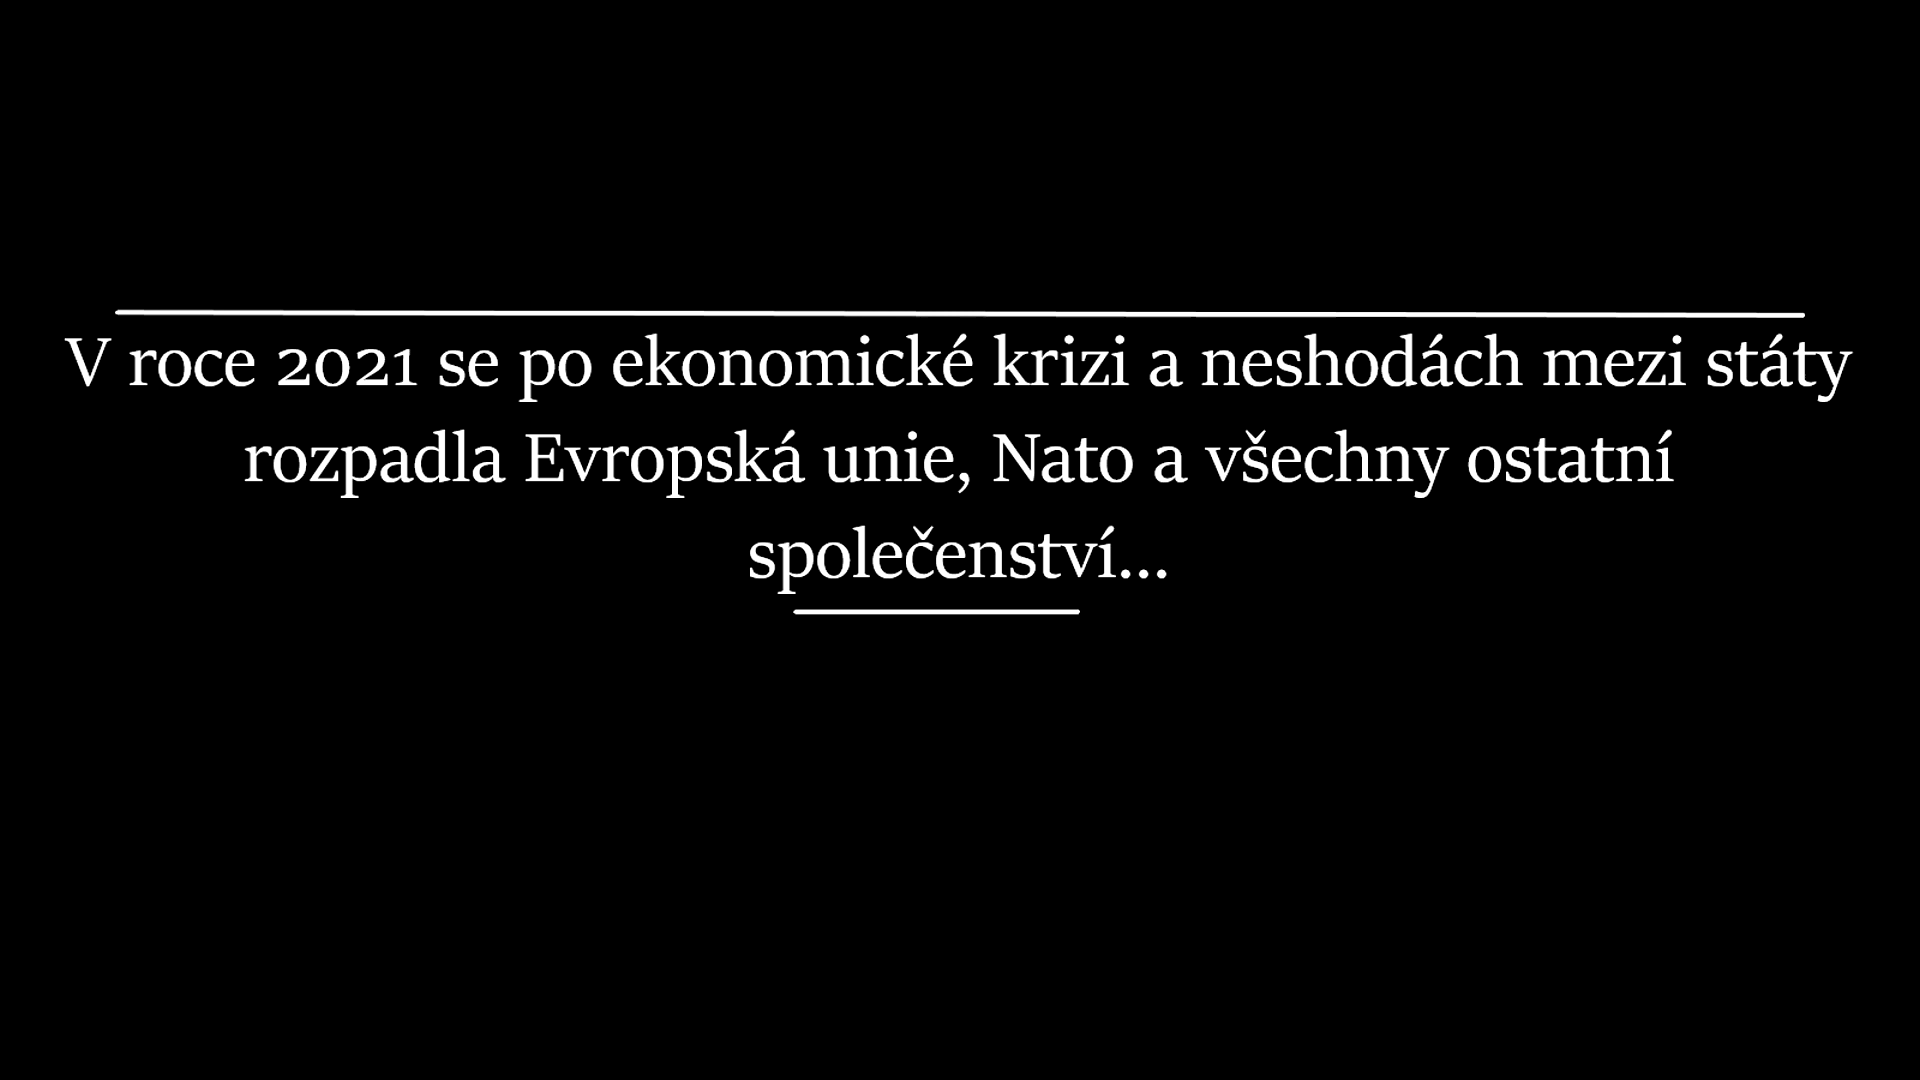 V roce 2021 se po ekonomické krizi a neshodách mezi státy
rozpadla Evropská unie, Nato a všechny ostatní
společenství...